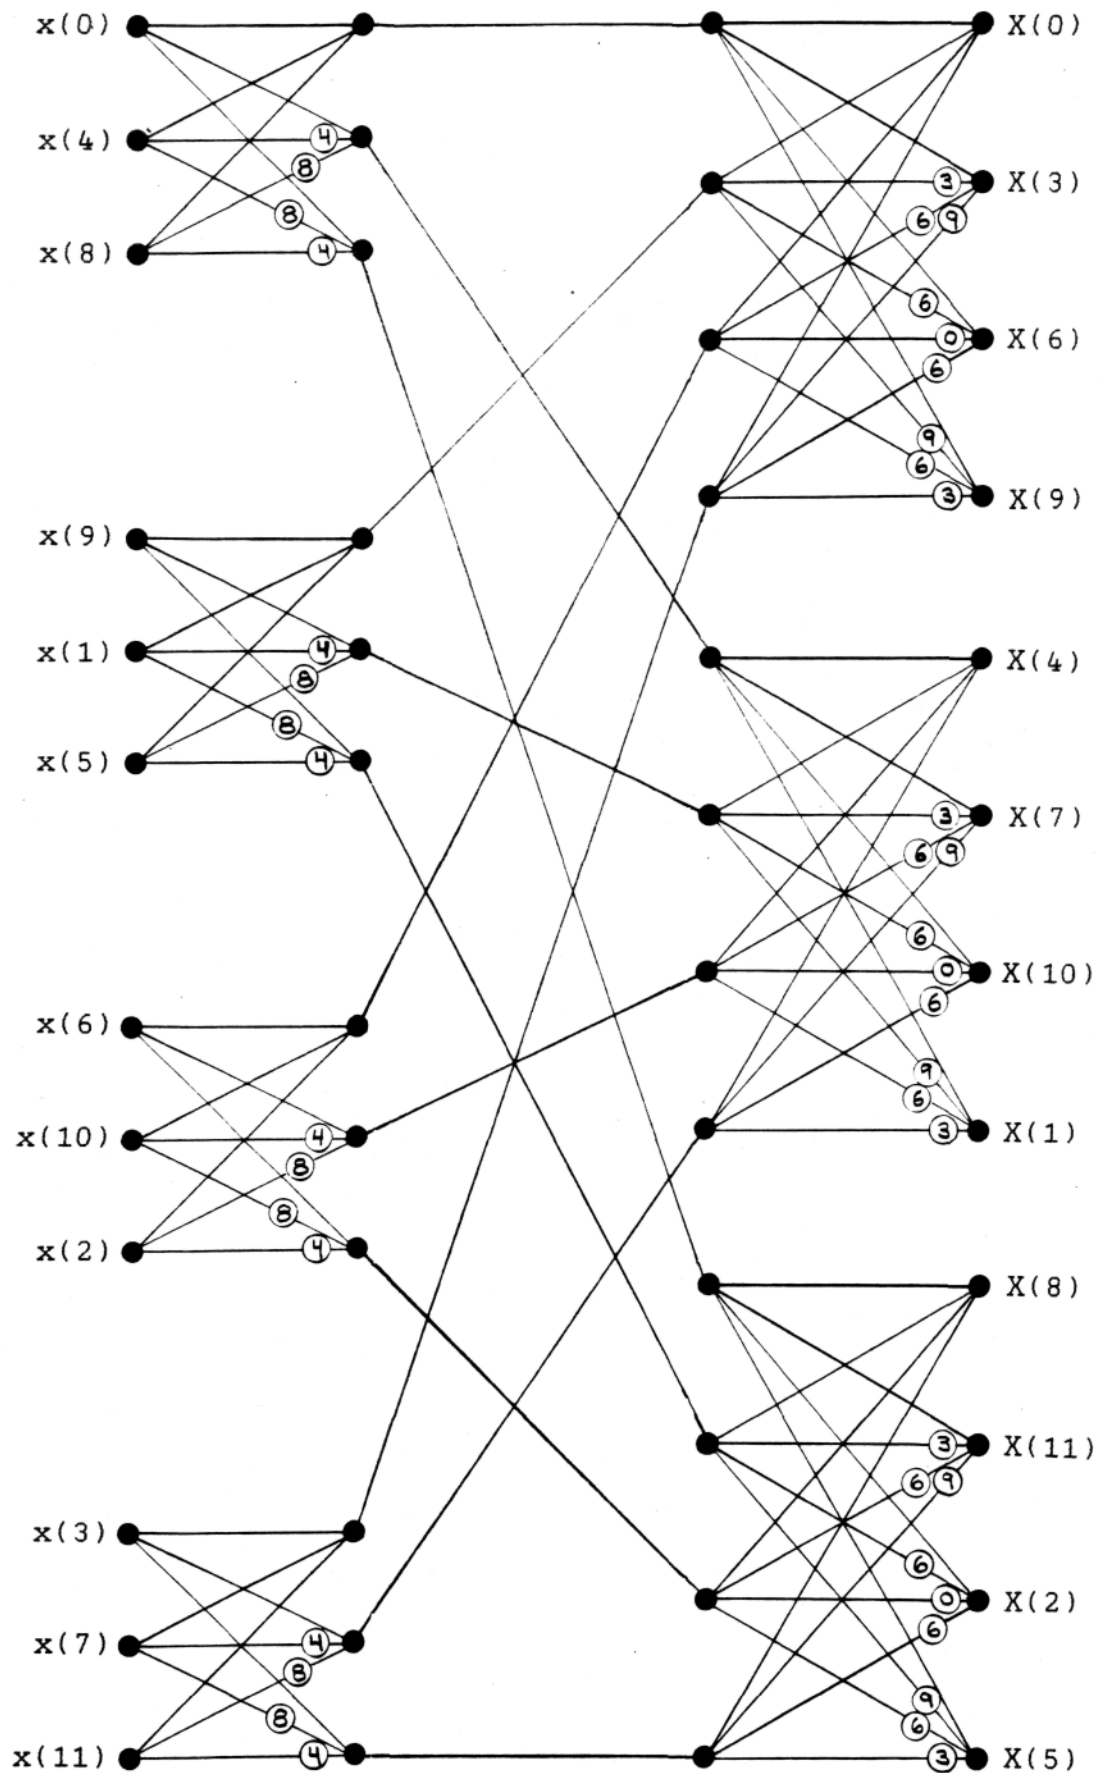 x(0) X(0)
x(4) 4
8
3 X(3)
6 9
8
x(8) 4
6
0 X(6)
6
9
6
3 X(9)
x(9)
x(1) 4
8
X(4)
8
x(5) 4
3 X(7)
6 9
6
0 X(10)
6
x(6)
9
6
x(10) 4
3 X(1)
8
8
x(2) 4
X(8)
3 X(11)
6 9
x(3)
6
0 X(2)
6
x(7) 4
8
9
8
6
x(11) 4
3 X(5)